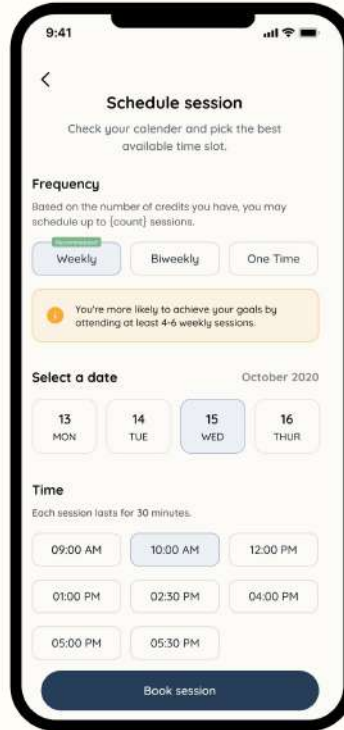 9:41
Schedule session
Check your calender and pick the best
available time slot.
Frequency
Based on the number of credits you have, you may
schedule up to {count} sessions.
Recommended
Weekly
Biweekly
One Time
You're more likely to achieve your goals by
attending at least 4-6 weekly sessions.
Select a date
October 2020
13
14
15
16
MON
TUE
WED
THUR
Time
Each session lasts for 30 minutes.
09:00 AM
10:00 AM
12:00 PM
01:00 PM
02:30 PM
04:00 PM
05:00 PM
05:30 PM
Book session